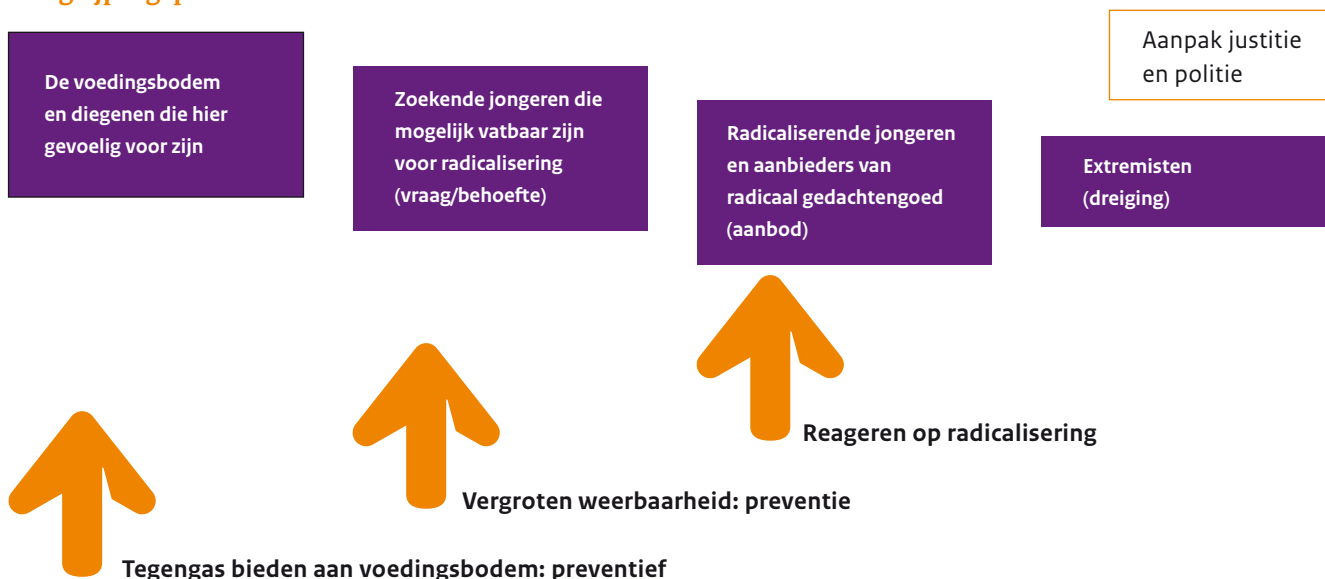 Aanpak justitie
en politie
De voedingsbodem
en diegenen die hier
gevoelig voor zijn
Zoekende jongeren die
mogelijk vatbaar zijn
voor radicalisering
(vraag/behoefte)
Radicaliserende jongeren
en aanbieders van
radicaal gedachtengoed
(aanbod)
Extremisten
(dreiging)
Reageren op radicalisering
Vergroten weerbaarheid: preventie
Tegengas bieden aan voedingsbodem: preventief